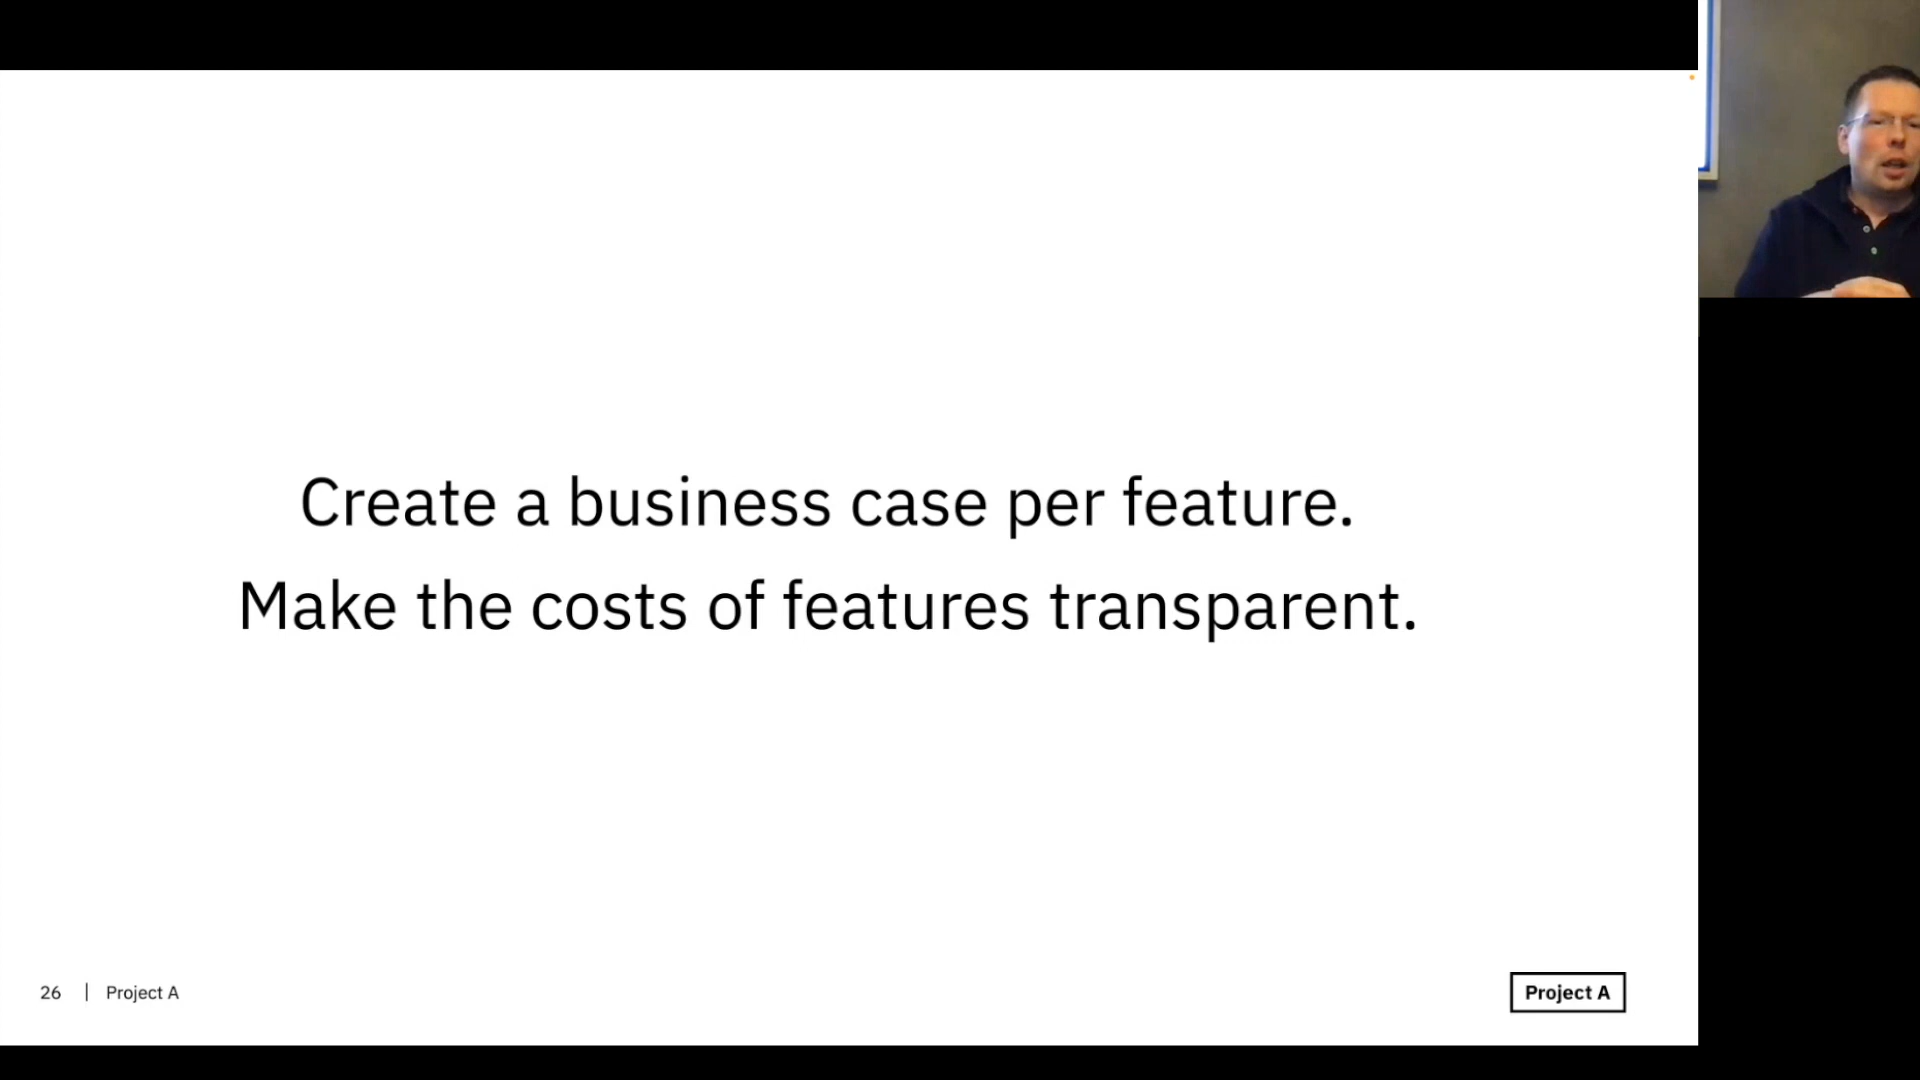 Create a business case per feature.
Make the costs of features transparent.
26 | Project A
Project A